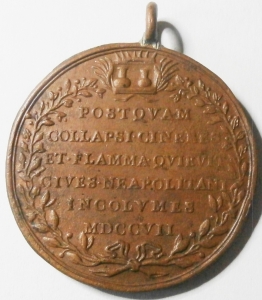 POSTQVAM
COLLAPSI CINERES
ET·FLAMMA QVIEVIT
CIVES·NEAPOLITANI
INCOLVMES
MDCCVII